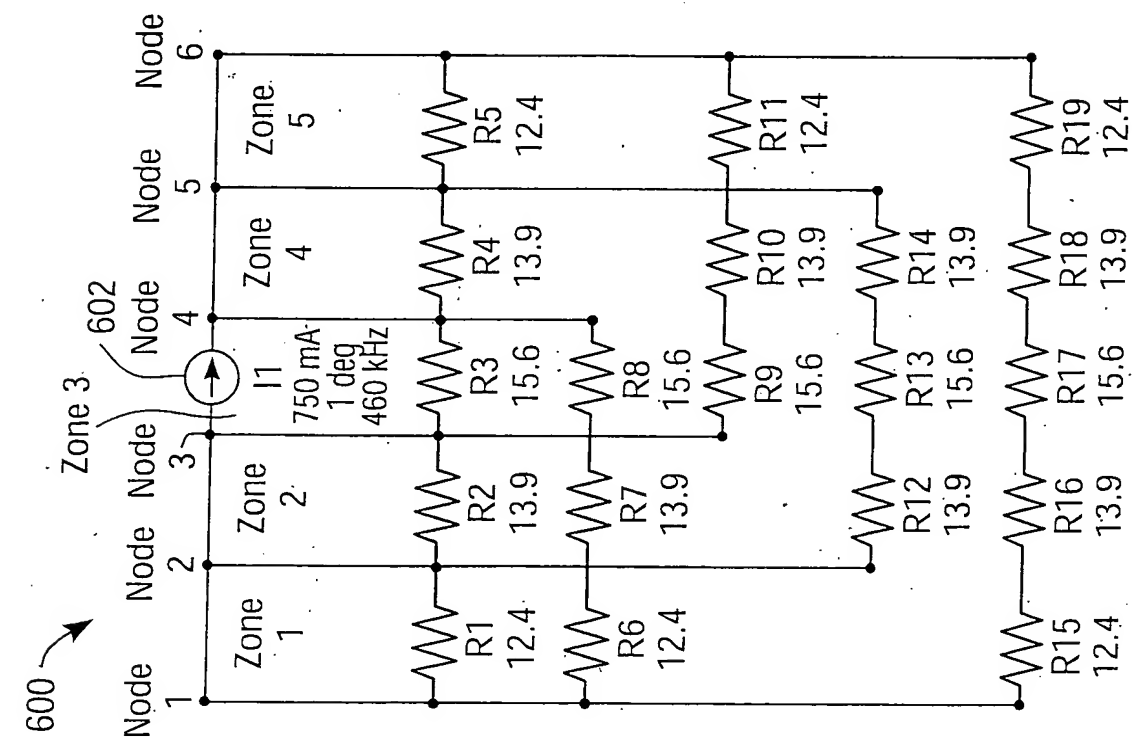 600
Node
1
Node
2
Node
3
Node
4
Node
5
Node
6
602
Zone 3
Zone
1
Zone
2
I1
750 mA
1 deg
460 kHz
Zone
4
Zone
5
R1
12.4
R2
13.9
R3
15.6
R4
13.9
R5
12.4
R6
12.4
R7
13.9
R8
15.6
R9
15.6
R10
13.9
R11
12.4
R12
13.9
R13
15.6
R14
13.9
R15
12.4
R16
13.9
R17
15.6
R18
13.9
R19
12.4